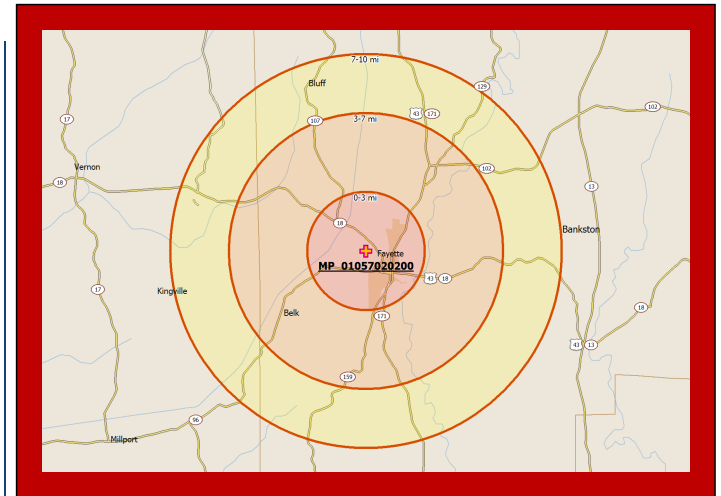 7-10 mi
Bluff
129
102
43 171
17
107
3-7 mi
Vernon
102
18
13
0-3 mi
18
Bankston
Fayette
MP 01057020200
43 18
17
Kingville
Belk
171
18
43 13
159
96
Millport